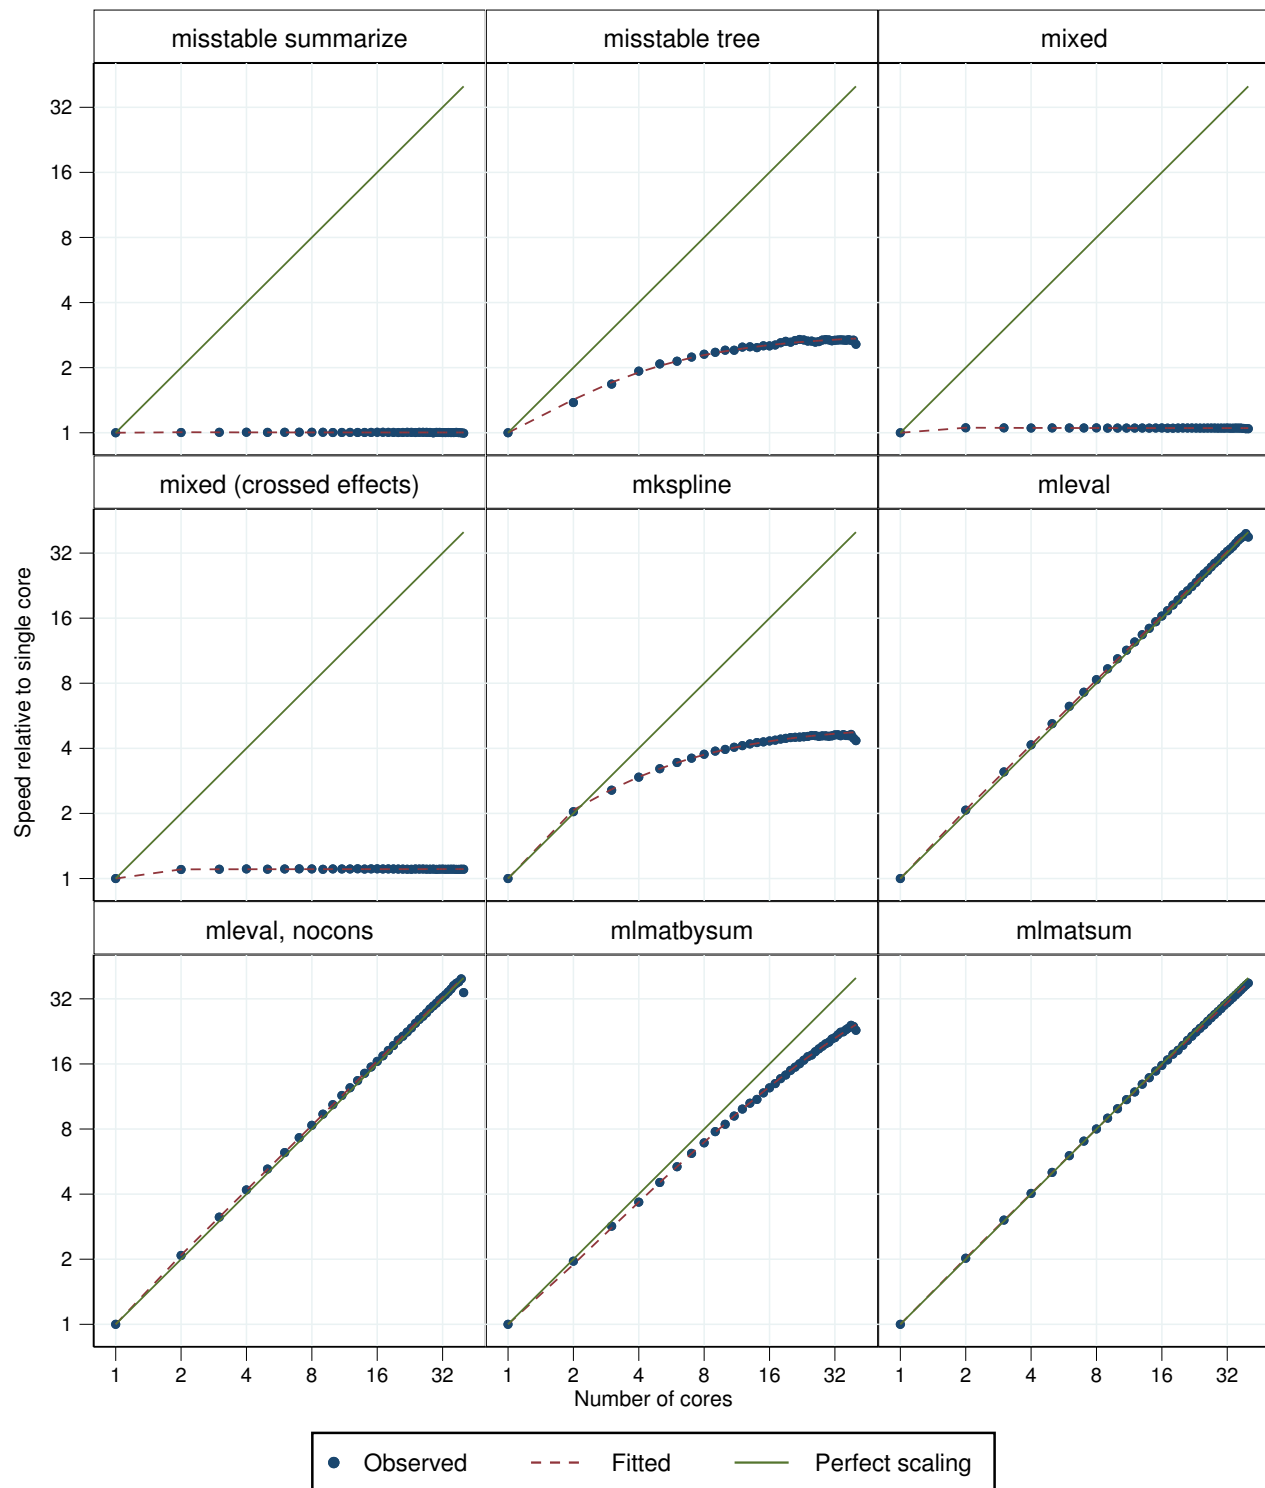 misstable summarize
misstable tree
mixed
32
16
8
4
2
1
mixed (crossed effects)
mkspline
mleval
32
16
8
4
2
1
Speed relative to single core
mleval, nocons
mlmatbysum
mlmatsum
32
16
8
4
2
1
1 2 4 8 16 32
1 2 4 8 16 32
1 2 4 8 16 32
Number of cores
Observed
Fitted
Perfect scaling